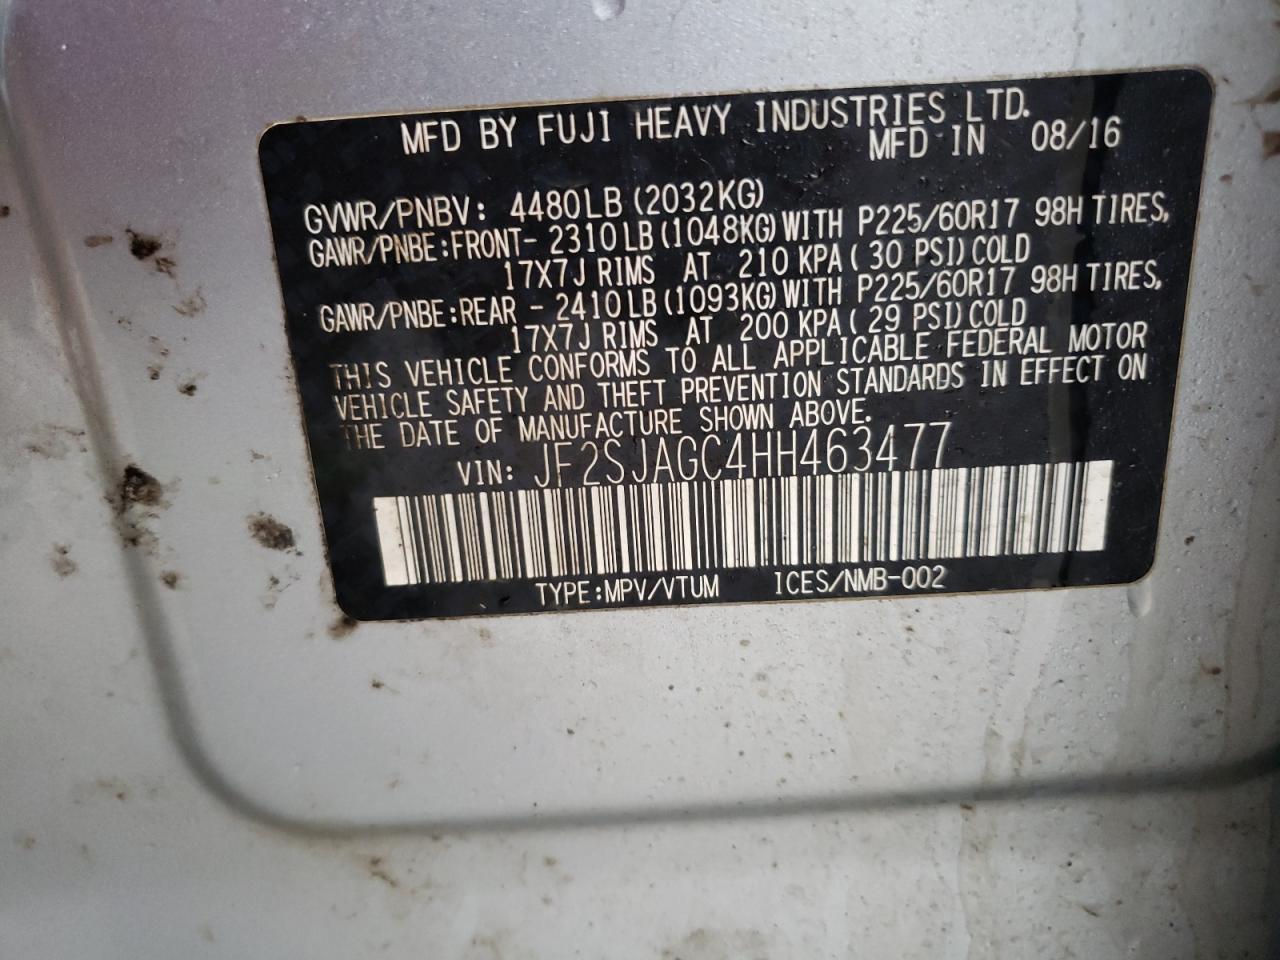 MFD BY FUJI HEAVY INDUSTRIES LTD.
MFD IN 08/16
GVWR/PNBV: 4480LB (2032KG)
GAWR/PNBE:FRONT- 2310LB (1048KG) WITH P225/60R17 98H TIRES,
17X7J RIMS AT 210 KPA ( 30 PSI) COLD
GAWR/PNBE:REAR - 2410LB (1093KG) WITH P225/60R17 98H TIRES,
17X7J RIMS AT 200 KPA ( 29 PSI) COLD
THIS VEHICLE CONFORMS TO ALL APPLICABLE FEDERAL MOTOR
VEHICLE SAFETY AND THEFT PREVENTION STANDARDS IN EFFECT ON
THE DATE OF MANUFACTURE SHOWN ABOVE.
VIN: JF2SJAGC4HH463477
TYPE:MPV/VTUM ICES/NMB-002